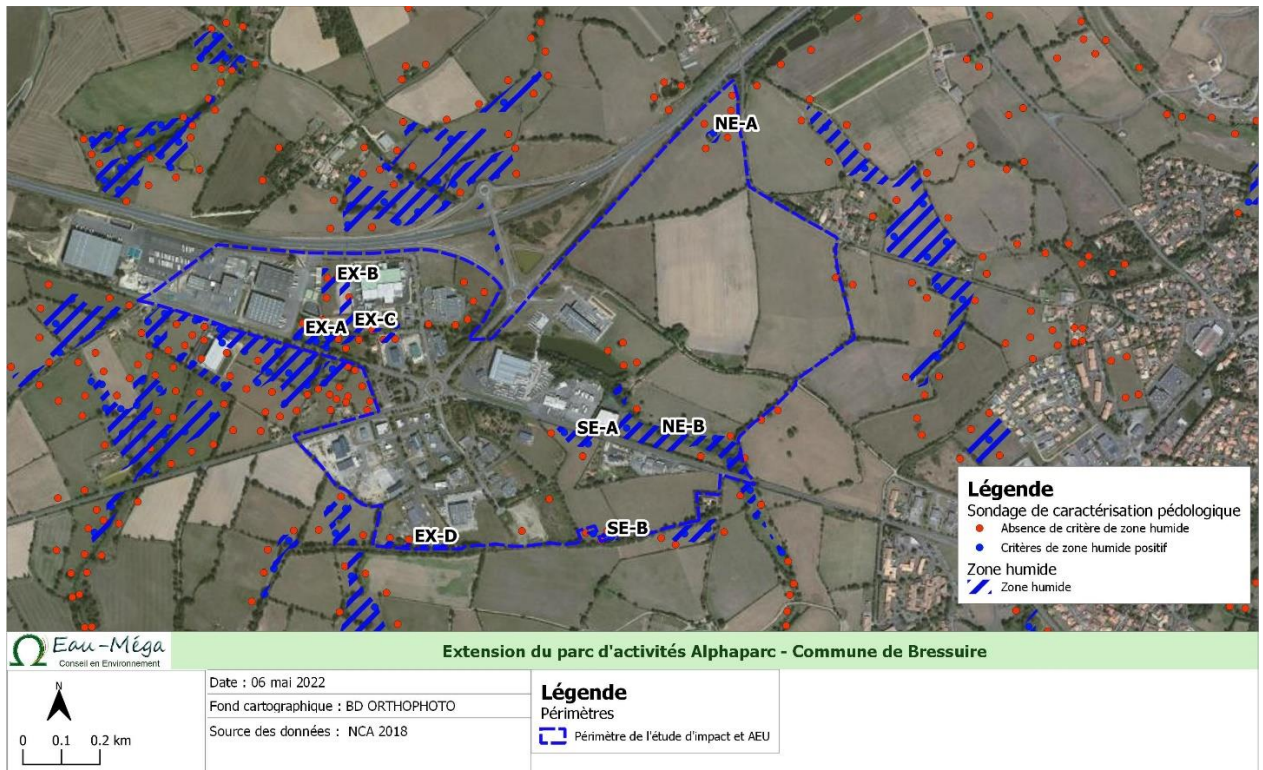 NE-A
EX-B
EX-A
EX-C
SE-A
NE-B
EX-D
SE-B
Légende
Sondage de caractérisation pédologique
Absence de critère de zone humide
Critères de zone humide positif
Zone humide
Zone humide
Eau-Méga
Conseil en Environnement
Extension du parc d'activités Alphaparc - Commune de Bressuire
N
0 0.1 0.2 km
Date : 06 mai 2022
Fond cartographique : BD ORTHOPHOTO
Source des données : NCA 2018
Légende
Périmètres
Périmètre de l'étude d'impact et AEU